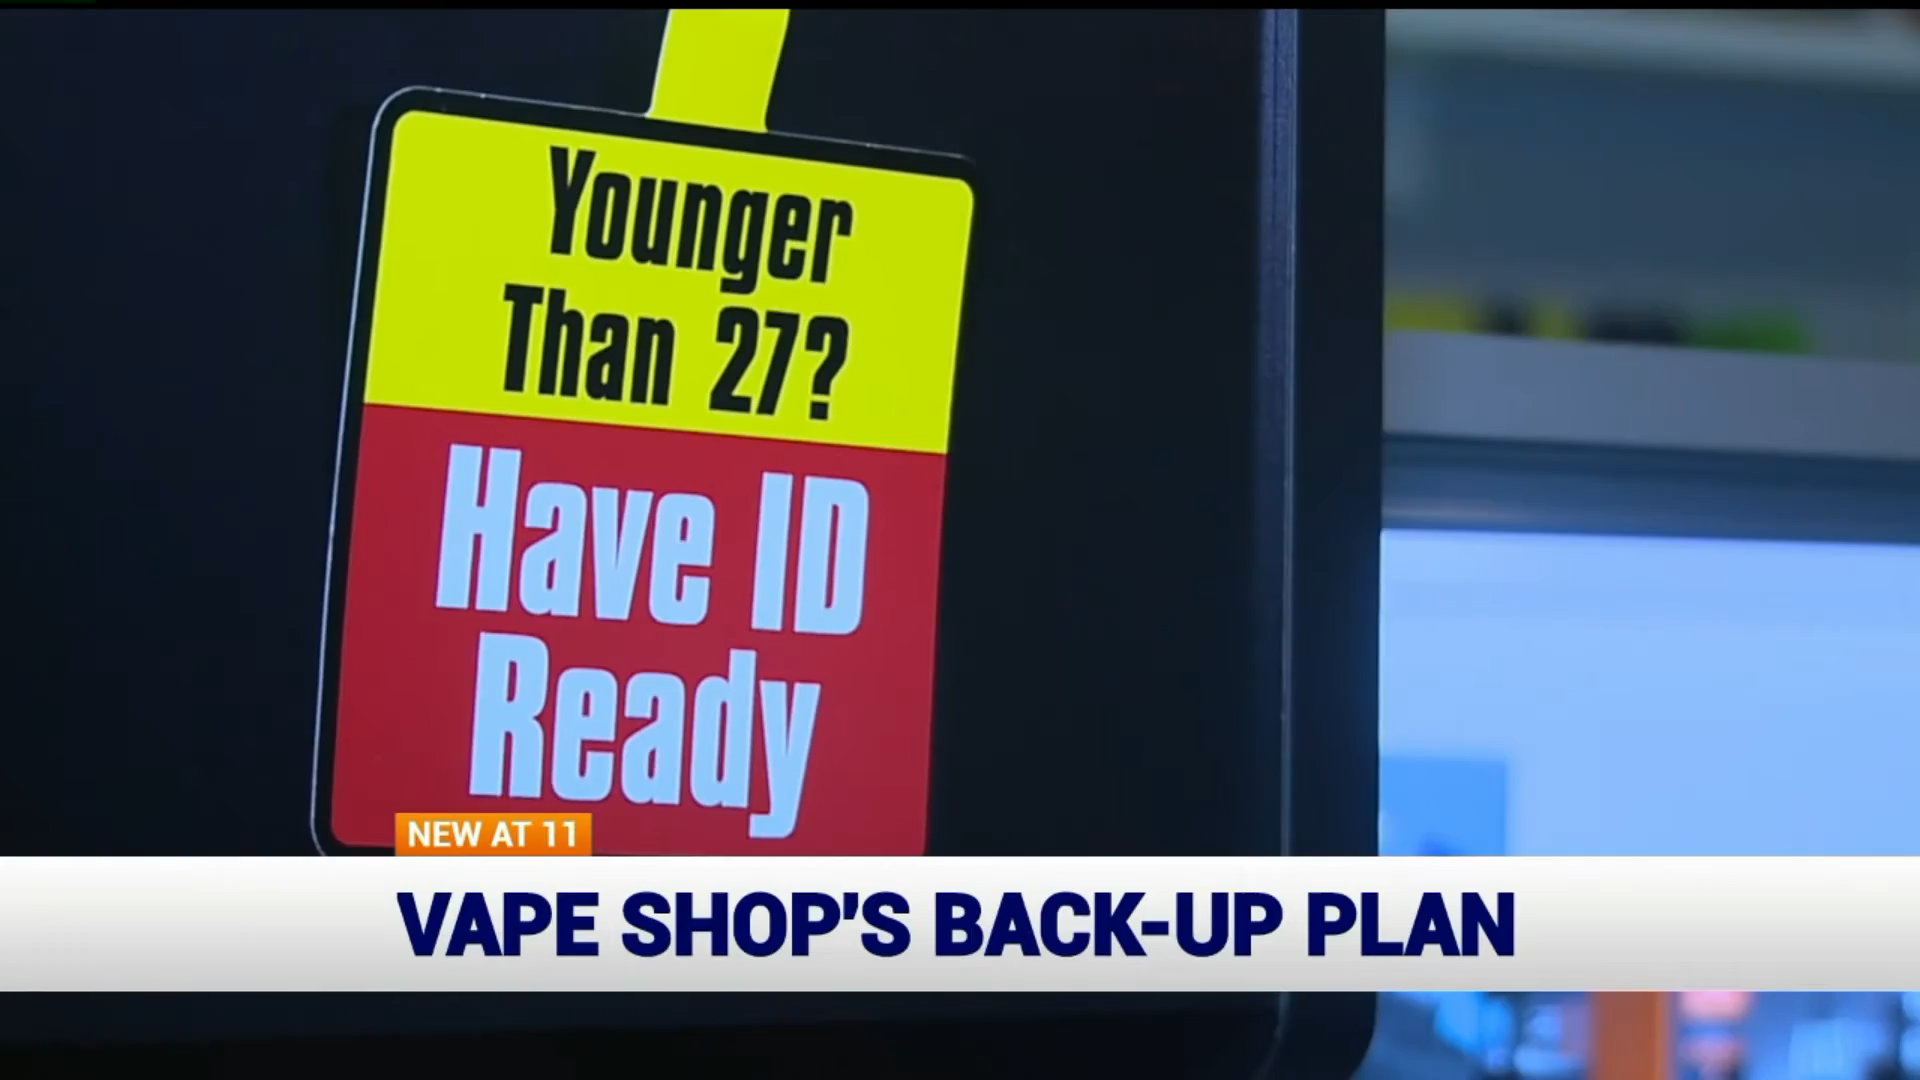 Younger
Than 27?
Have ID
Ready
NEW AT 11
VAPE SHOP'S BACK-UP PLAN